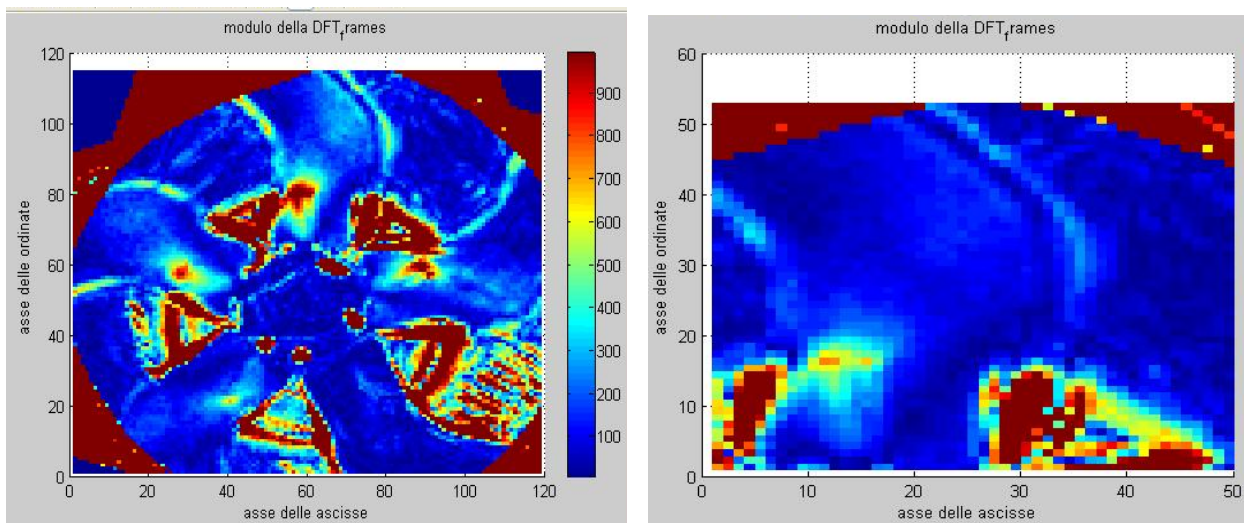 modulo della DFT_frames
120
100
80
60
40
20
0
asse delle ordinate
0 20 40 60 80 100 120
asse delle ascisse
900
800
700
600
500
400
300
200
100
modulo della DFT_frames
60
50
40
30
20
10
0
asse delle ordinate
0 10 20 30 40 50
asse delle ascisse